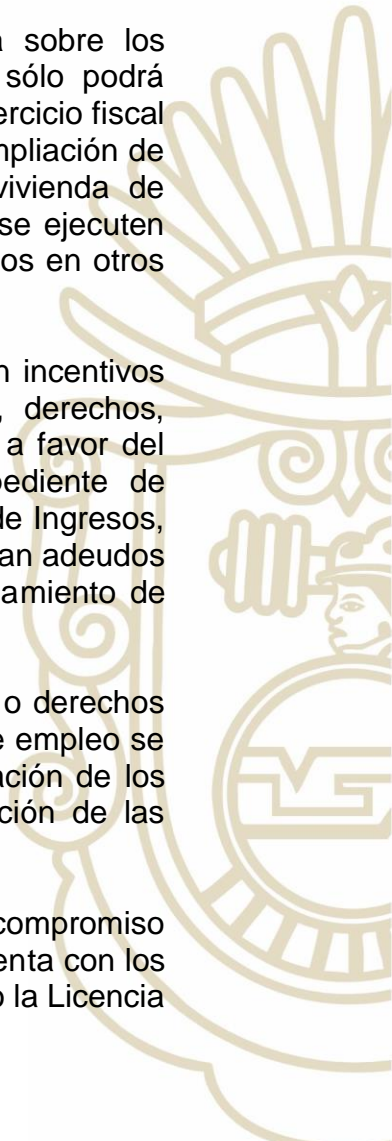 sobre los
sólo podrá
ercicio fiscal
mpliación de
vivienda de
se ejecuten
os en otros
n incentivos
, derechos,
a favor del
pediente de
de Ingresos,
an adeudos
amiento de
o derechos
e empleo se
ación de los
ción de las
compromiso
enta con los
o la Licencia